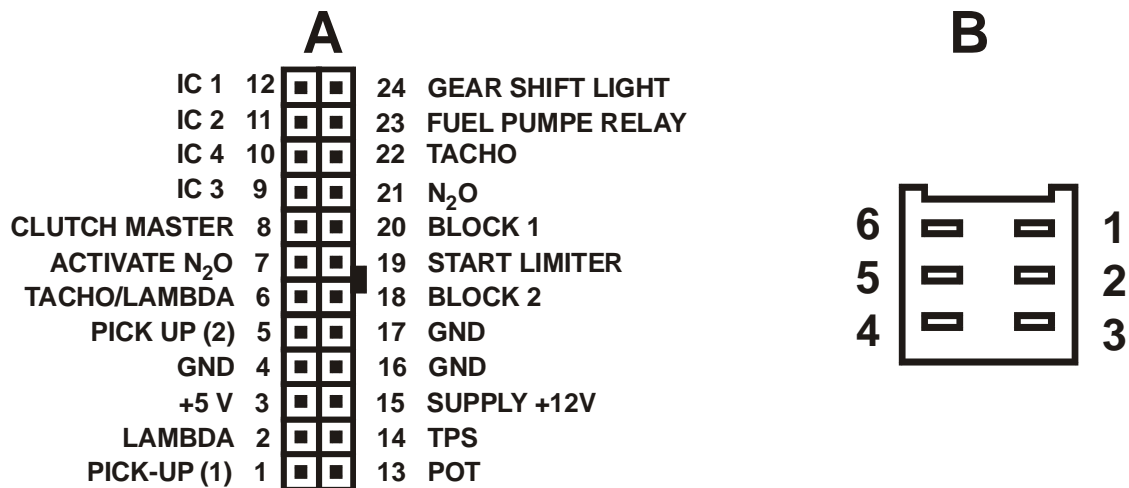 A
B
IC 1 12
24 GEAR SHIFT LIGHT
IC 2 11
23 FUEL PUMPE RELAY
IC 4 10
22 TACHO
IC 3 9
21 N₂O
CLUTCH MASTER 8
20 BLOCK 1
ACTIVATE N₂O 7
19 START LIMITER
TACHO/LAMBDA 6
18 BLOCK 2
PICK UP (2) 5
17 GND
GND 4
16 GND
+5 V 3
15 SUPPLY +12V
LAMBDA 2
14 TPS
PICK-UP (1) 1
13 POT
6 1
5 2
4 3